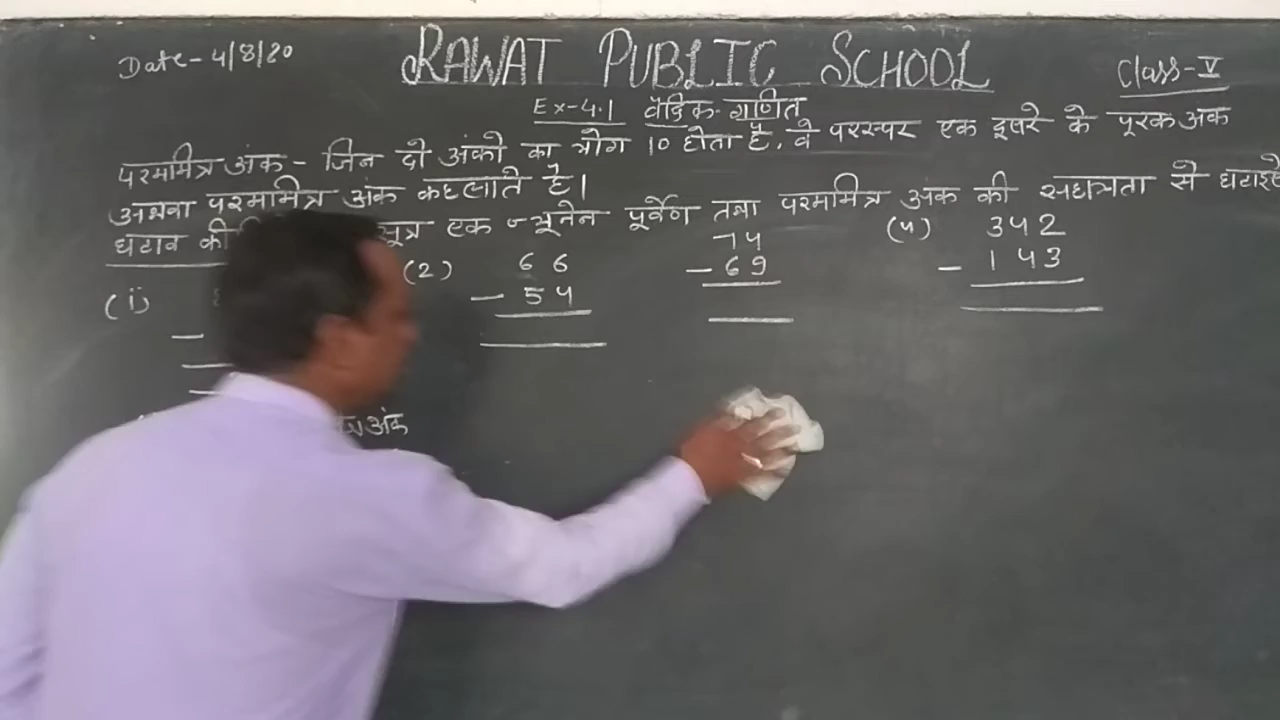 Date-4/8/20 RAWAT PUBLIC SCHOOL Class-V
Ex-4.1 वैदिक-गणित
परममित्र अंक - जिन दो अंको का योग 10 होता है, वे परस्पर एक दूसरे के पूरक अंक
अथवा परममित्र अंक कहलाते है।
घटाव की सूत्र एक न्यूनेन पूर्वेण तथा परममित्र अंक की सहायता से
(i)
(2) 66
- 54
74
- 69
(4) 342
- 143
अंक